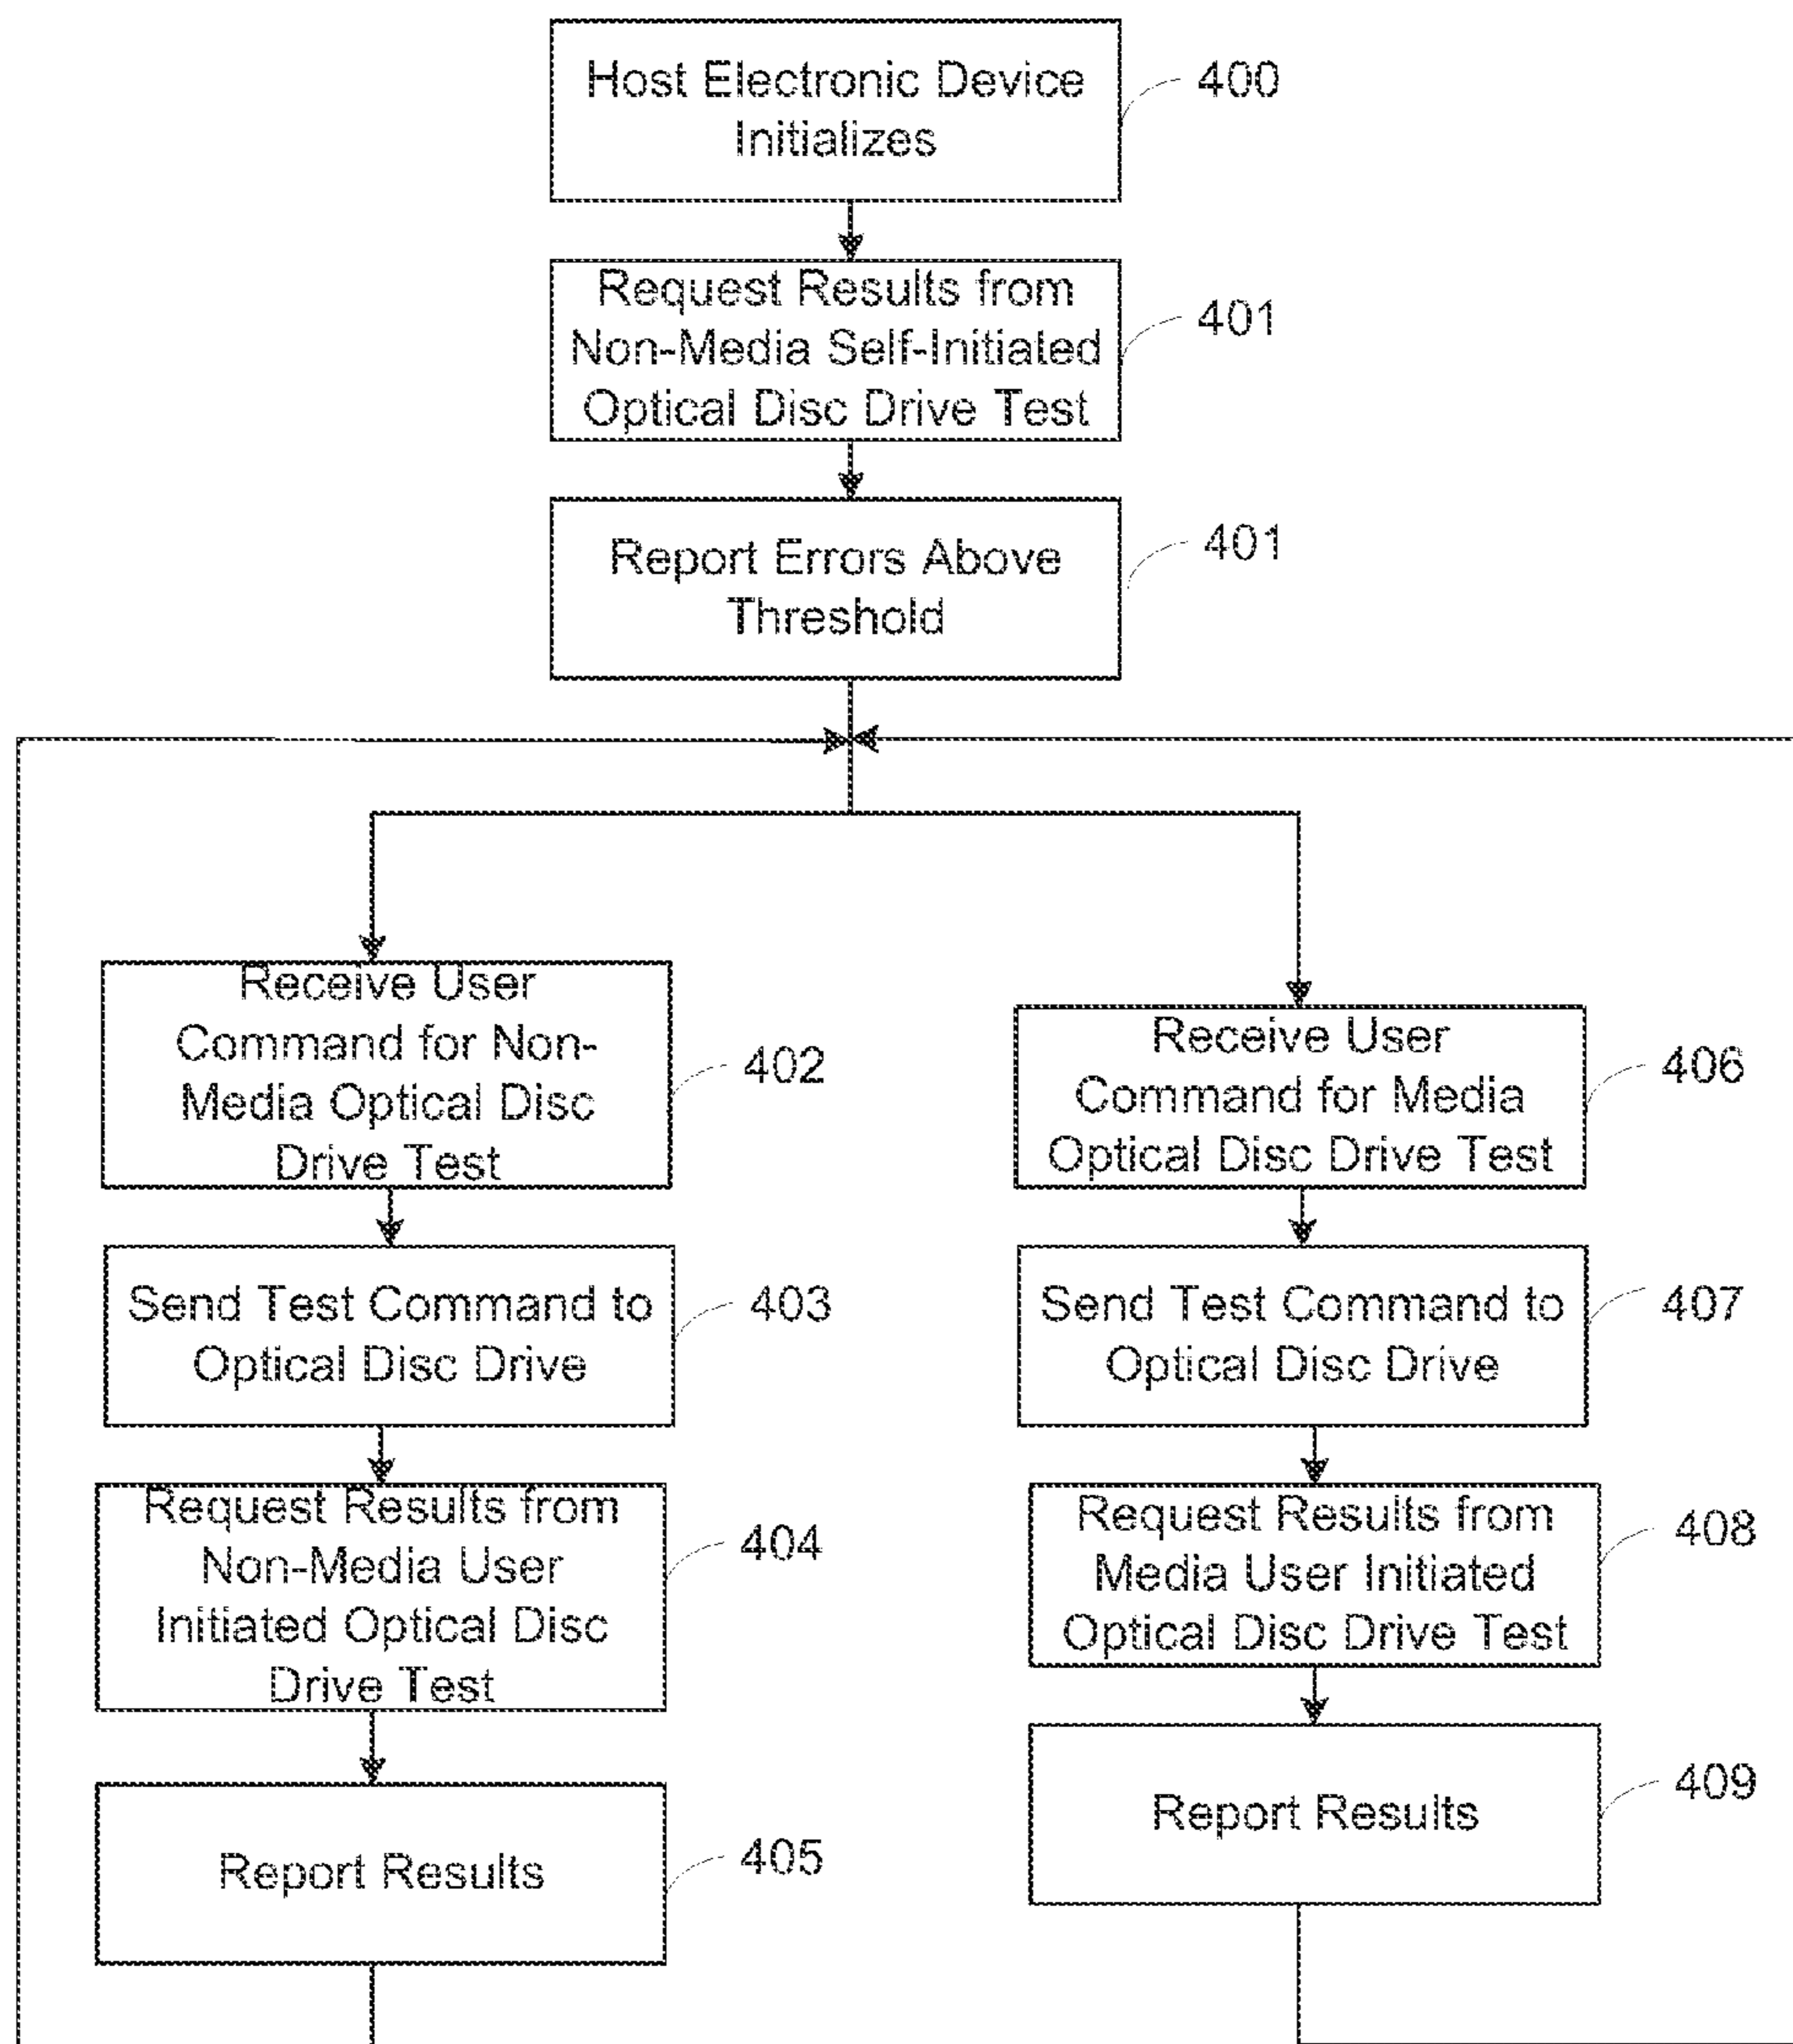 Host Electronic Device
Initializes
400
Request Results from
Non-Media Self-Initiated
Optical Disc Drive Test
401
Report Errors Above
Threshold
401
Receive User
Command for Non-
Media Optical Disc
Drive Test
402
Send Test Command to
Optical Disc Drive
403
Request Results from
Non-Media User
Initiated Optical Disc
Drive Test
404
Report Results
405
Receive User
Command for Media
Optical Disc Drive Test
406
Send Test Command to
Optical Disc Drive
407
Request Results from
Media User Initiated
Optical Disc Drive Test
408
Report Results
409